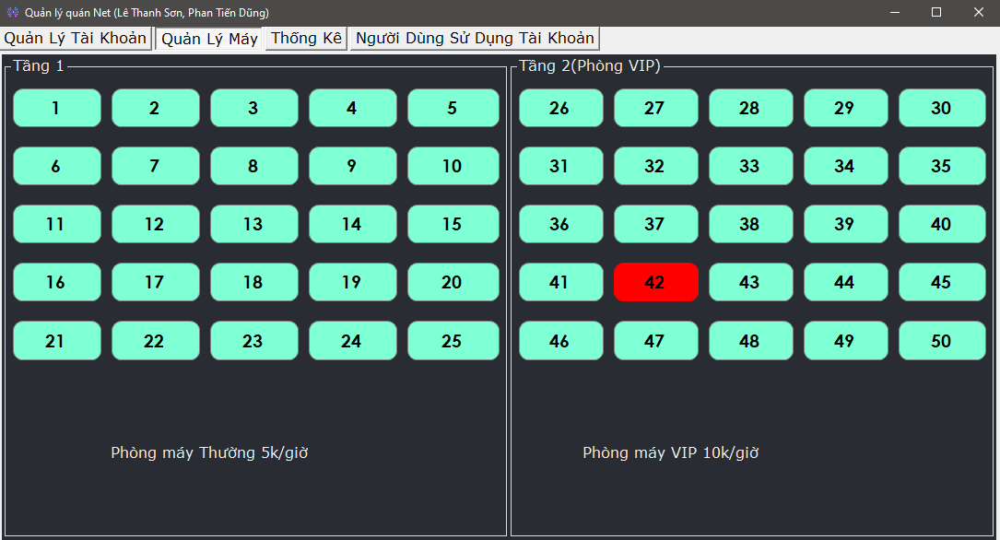 Quản lý quán Net (Lê Thanh Sơn, Phan Tiến Dũng)
Quản Lý Tài Khoản Quản Lý Máy Thống Kê Người Dùng Sử Dụng Tài Khoản
Tầng 1
1 2 3 4 5
6 7 8 9 10
11 12 13 14 15
16 17 18 19 20
21 22 23 24 25
Phòng máy Thường 5k/giờ
Tầng 2(Phòng VIP)
26 27 28 29 30
31 32 33 34 35
36 37 38 39 40
41 42 43 44 45
46 47 48 49 50
Phòng máy VIP 10k/giờ